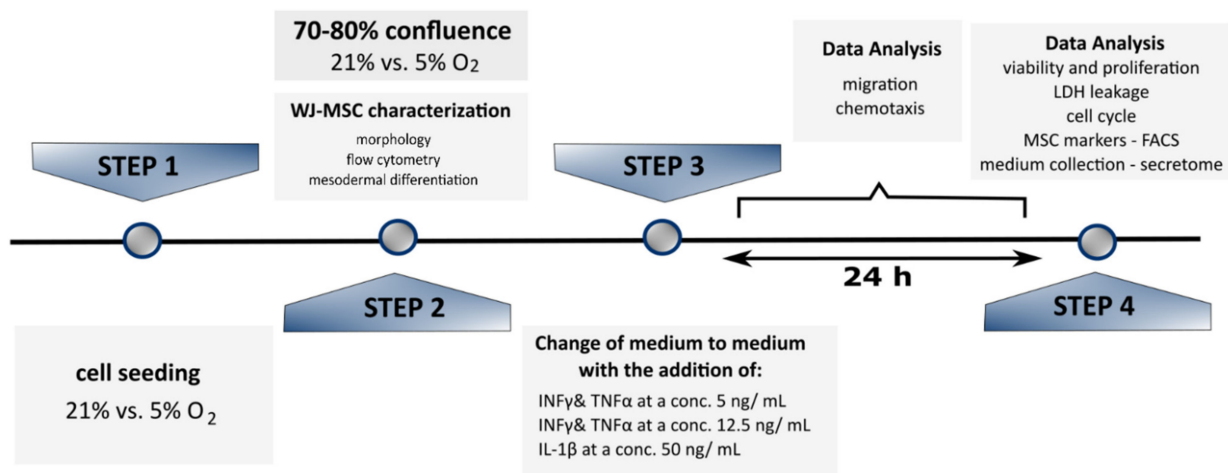 STEP 1
cell seeding
21% vs. 5% O₂
70-80% confluence
21% vs. 5% O₂
WJ-MSC characterization
morphology
flow cytometry
mesodermal differentiation
STEP 2
STEP 3
Change of medium to medium
with the addition of:
INFγ& TNFα at a conc. 5 ng/ mL
INFγ& TNFα at a conc. 12.5 ng/ mL
IL-1β at a conc. 50 ng/ mL
Data Analysis
migration
chemotaxis
24 h
Data Analysis
viability and proliferation
LDH leakage
cell cycle
MSC markers - FACS
medium collection - secretome
STEP 4